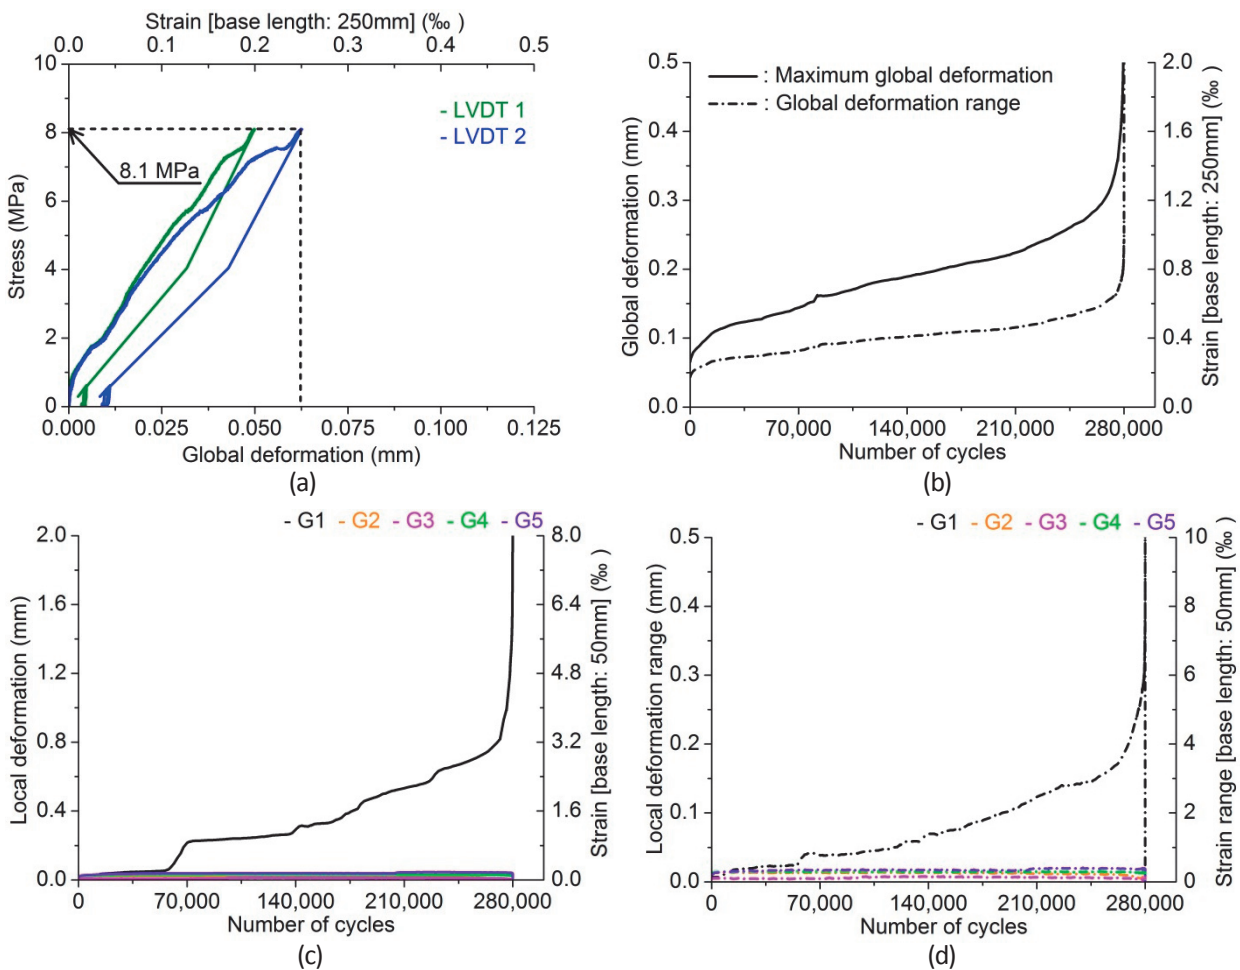 (a)
Strain [base length: 250mm] (‰ )
0.0 0.1 0.2 0.3 0.4 0.5
10
8
6
4
2
0
Stress (MPa)
- LVDT 1
- LVDT 2
8.1 MPa
0.000 0.025 0.050 0.075 0.100 0.125
Global deformation (mm)
(a)
0.5
0.4
0.3
0.2
0.1
0.0
Global deformation (mm)
: Maximum global deformation
: Global deformation range
2.0
1.6
1.2
0.8
0.4
0.0
Strain [base length: 250mm] (‰ )
0 70,000 140,000 210,000 280,000
Number of cycles
(b)
- G1 - G2 - G3 - G4 - G5
2.0
1.6
1.2
0.8
0.4
0.0
Local deformation (mm)
8.0
6.4
4.8
3.2
1.6
0.0
Strain [base length: 50mm] (‰ )
0 70,000 140,000 210,000 280,000
Number of cycles
(c)
- G1 - G2 - G3 - G4 - G5
0.5
0.4
0.3
0.2
0.1
0.0
Local deformation range (mm)
10
8
6
4
2
0
Strain range [base length: 50mm] (‰ )
0 70,000 140,000 210,000 280,000
Number of cycles
(d)